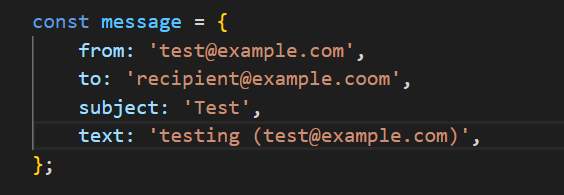 const message = {
    from: 'test@example.com',
    to: 'recipient@example.coom',
    subject: 'Test',
    text: 'testing (test@example.com)',
};